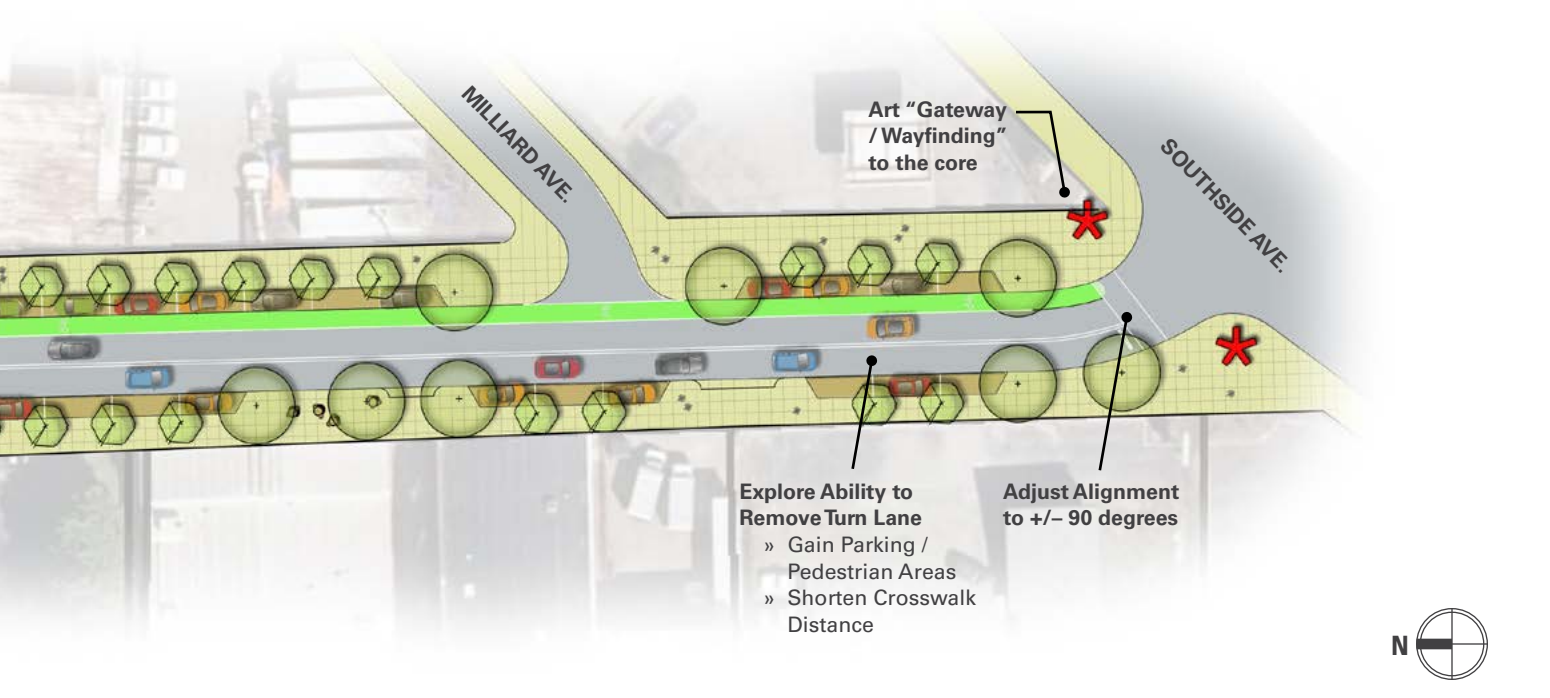 MILLIARD AVE.
Art “Gateway
/ Wayfinding”
to the core
SOUTHSIDE AVE.
Explore Ability to
Remove Turn Lane
» Gain Parking /
Pedestrian Areas
» Shorten Crosswalk
Distance
Adjust Alignment
to +/– 90 degrees
N